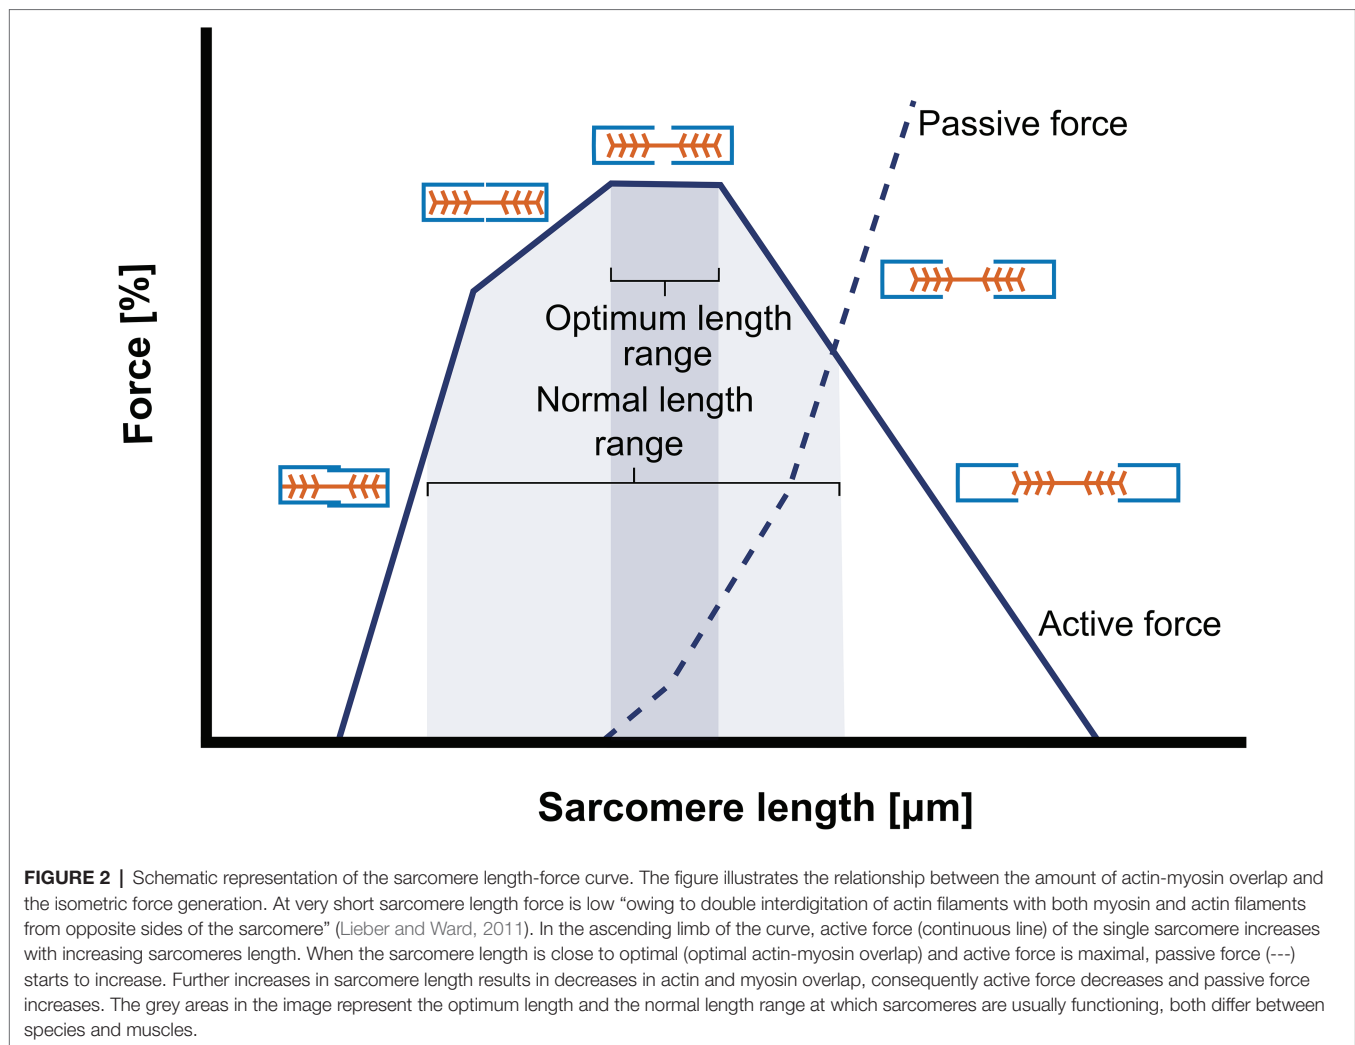 Passive force
Force [%]
Optimum length
range
Normal length
range
Active force
Sarcomere length [µm]
FIGURE 2 | Schematic representation of the sarcomere length-force curve. The figure illustrates the relationship between the amount of actin-myosin overlap and
the isometric force generation. At very short sarcomere length force is low “owing to double interdigitation of actin filaments with both myosin and actin filaments
from opposite sides of the sarcomere” (Lieber and Ward, 2011). In the ascending limb of the curve, active force (continuous line) of the single sarcomere increases
with increasing sarcomeres length. When the sarcomere length is close to optimal (optimal actin-myosin overlap) and active force is maximal, passive force (---)
starts to increase. Further increases in sarcomere length results in decreases in actin and myosin overlap, consequently active force decreases and passive force
increases. The grey areas in the image represent the optimum length and the normal length range at which sarcomeres are usually functioning, both differ between
species and muscles.